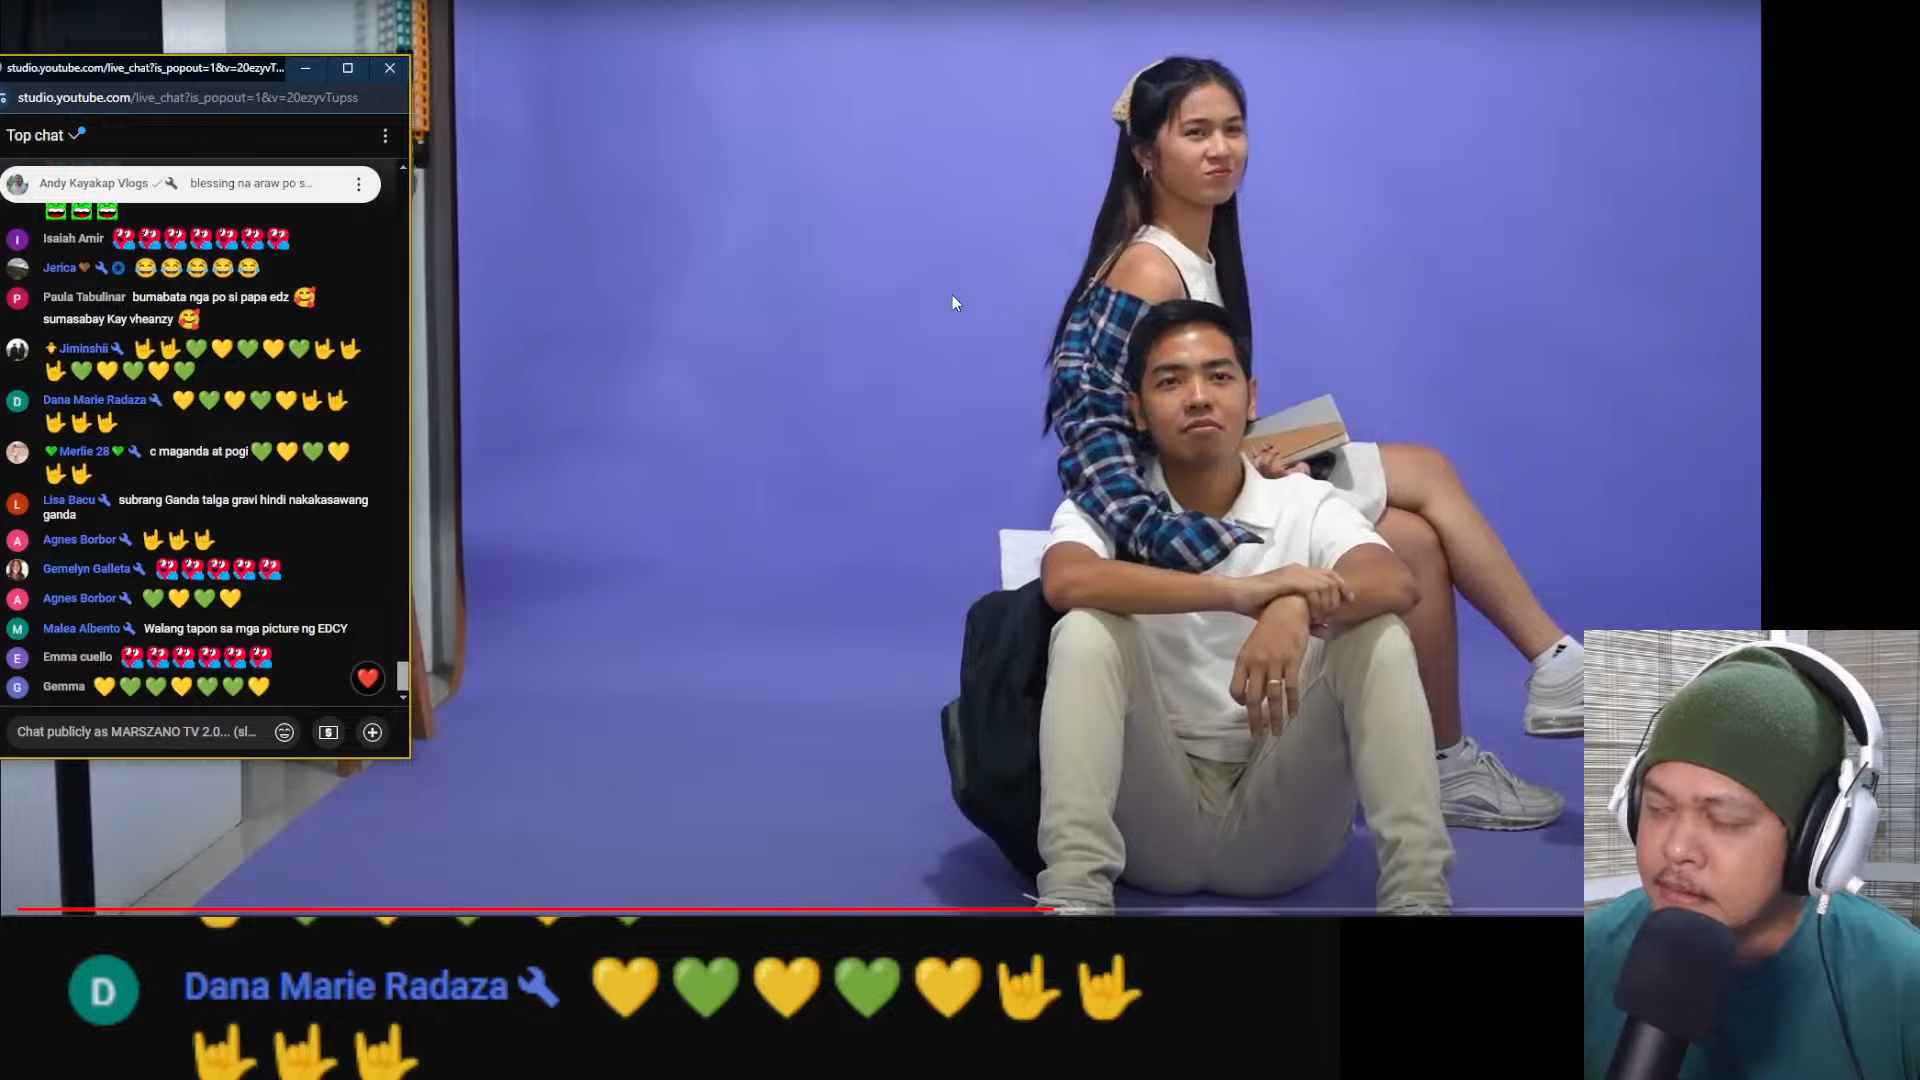 studio.youtube.com/live_chat?is_popout=1&v=20ezyvT...
studio.youtube.com/live_chat?is_popout=1&v=20ezyvTupss
Top chat
Andy Kayakap Vlogs blessing na araw po s...
I Isaiah Amir
Jerica 🤎 😂😂😂😂😂
P Paula Tabulinar bumabata nga po si papa edz 🥰
sumasabay Kay vheanzy 🥰
Jiminshii 🤟🤟💚💛💚💛💚🤟🤟
🤟💚💛💚💛💚
D Dana Marie Radaza 💛💚💛💚💛🤟🤟
🤟🤟🤟
💚Merlie 28💚 c maganda at pogi💚💛💚💛
🤟🤟
L Lisa Bacu subrang Ganda talga gravi hindi nakakasawang
ganda
A Agnes Borbor 🤟🤟🤟
Gemelyn Galleta
A Agnes Borbor 💚💛💚💛
M Malea Albento Walang tapon sa mga picture ng EDCY
E Emma cuello
G Gemma 💛💚💚💛💚💚💛
Chat publicly as MARSZANO TV 2.0... (sl...
D Dana Marie Radaza 💛💚💛💚💛🤟🤟
🤟🤟🤟